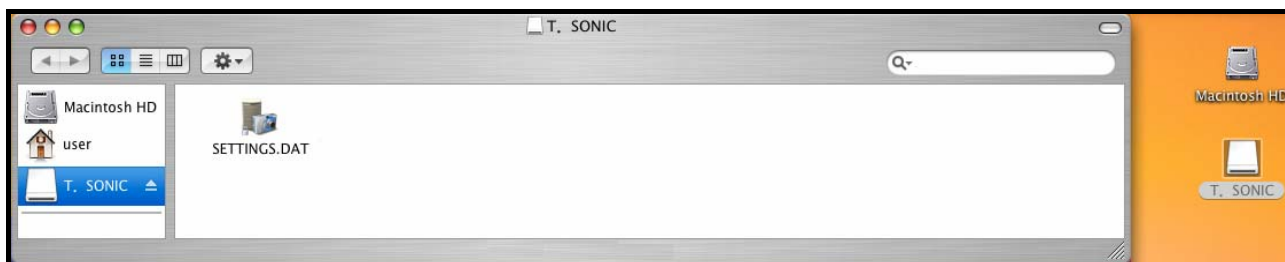 T. SONIC
Macintosh HD
user
T. SONIC
SETTINGS.DAT
Macintosh HD
T. SONIC